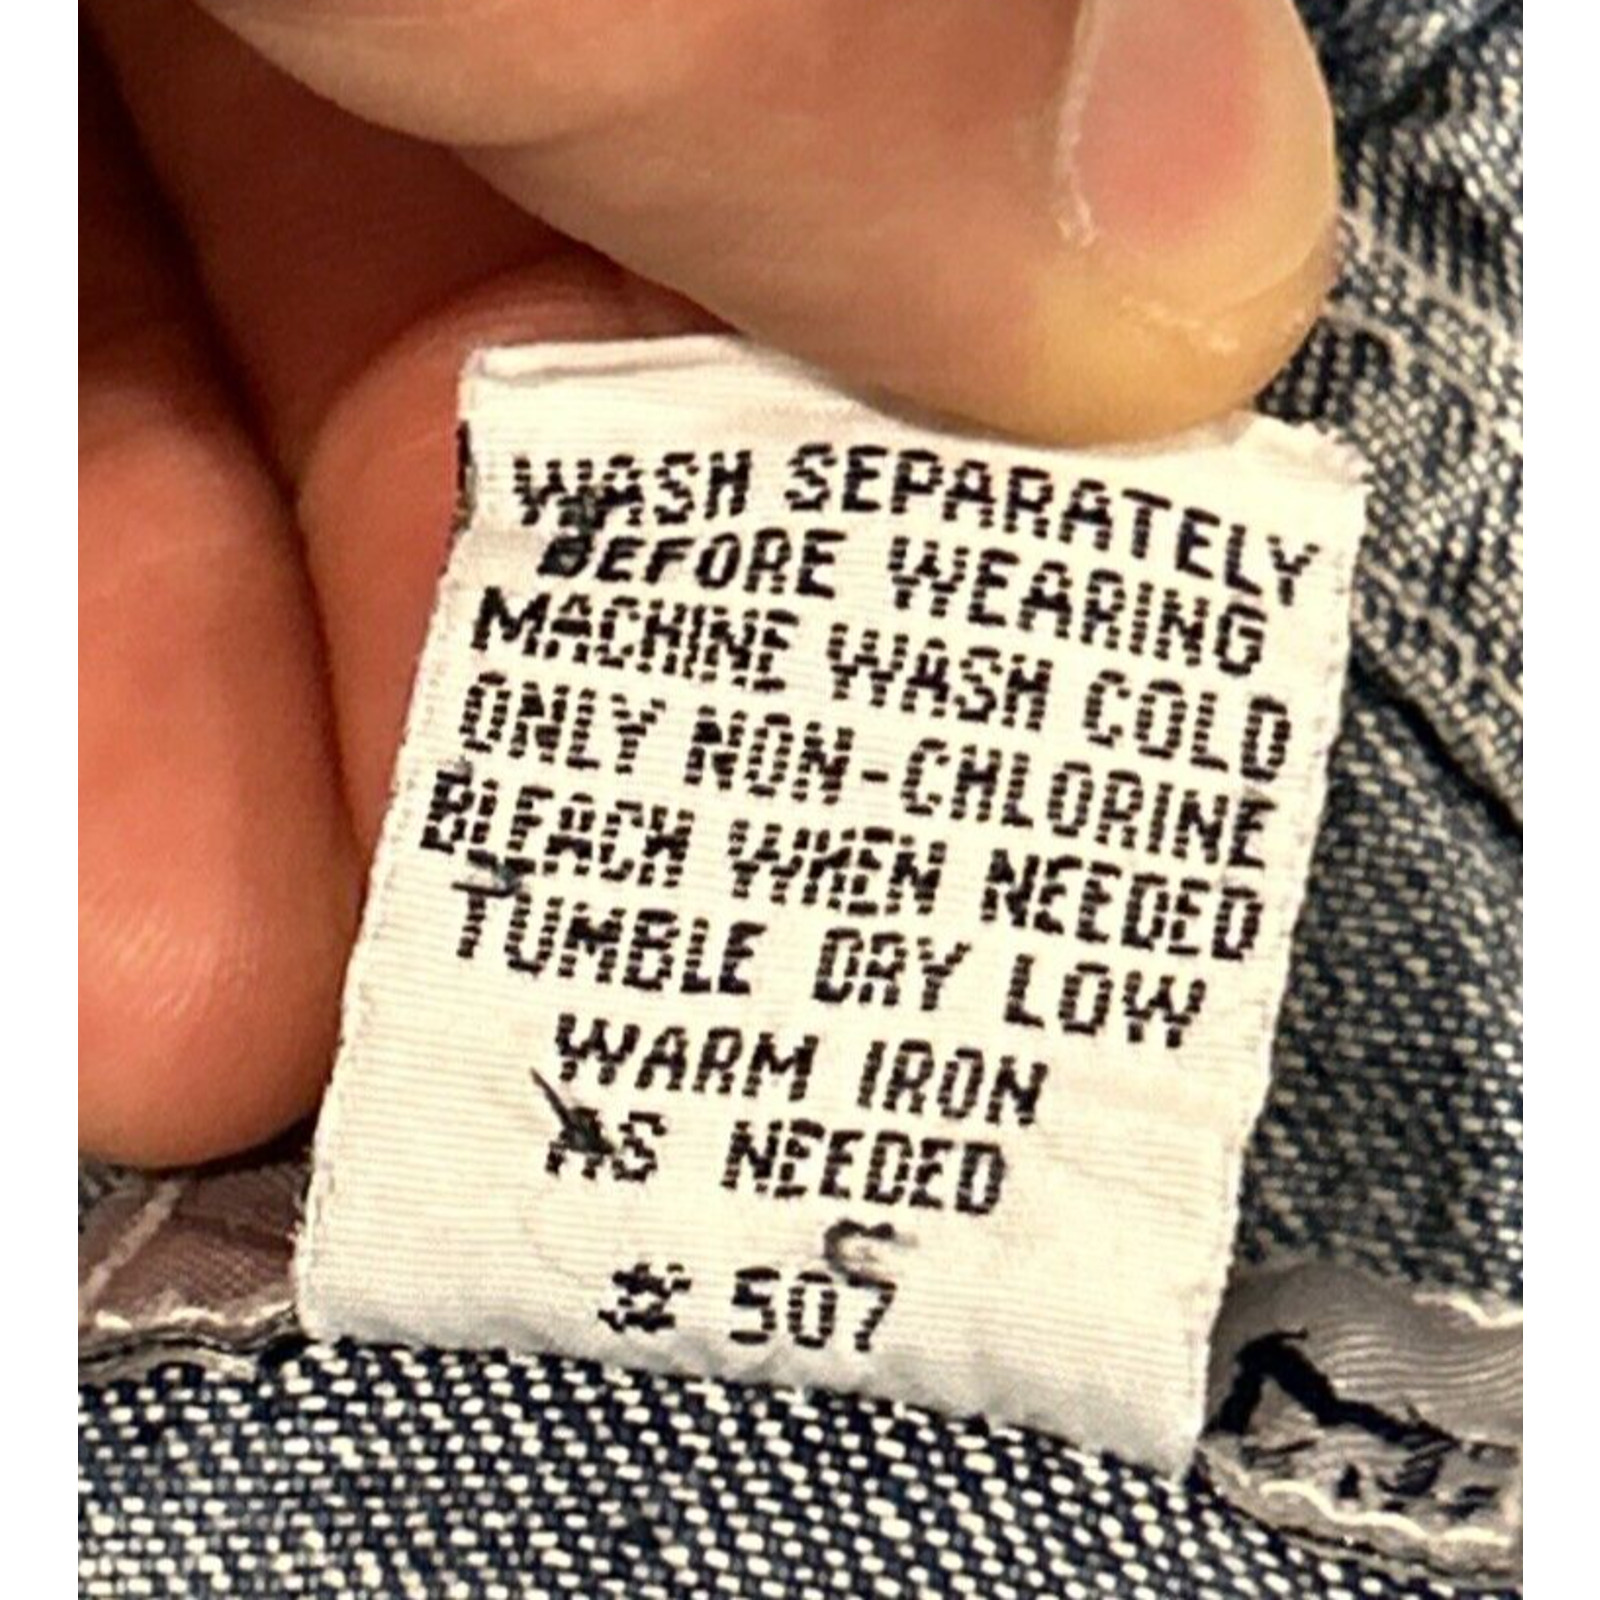 WASH SEPARATELY
BEFORE WEARING
MACHINE WASH COLD
ONLY NON-CHLORINE
BLEACH WHEN NEEDED
TUMBLE DRY LOW
WARM IRON
AS NEEDED
# 507